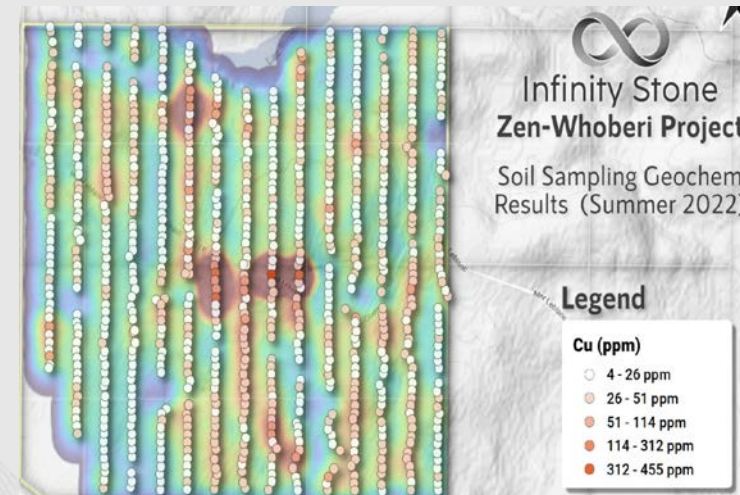 Infinity Stone
Zen-Whoberi Project
Soil Sampling Geochem
Results (Summer 2022)
Legend
Cu (ppm)
4 - 26 ppm
26 - 51 ppm
51 - 114 ppm
114 - 312 ppm
312 - 455 ppm